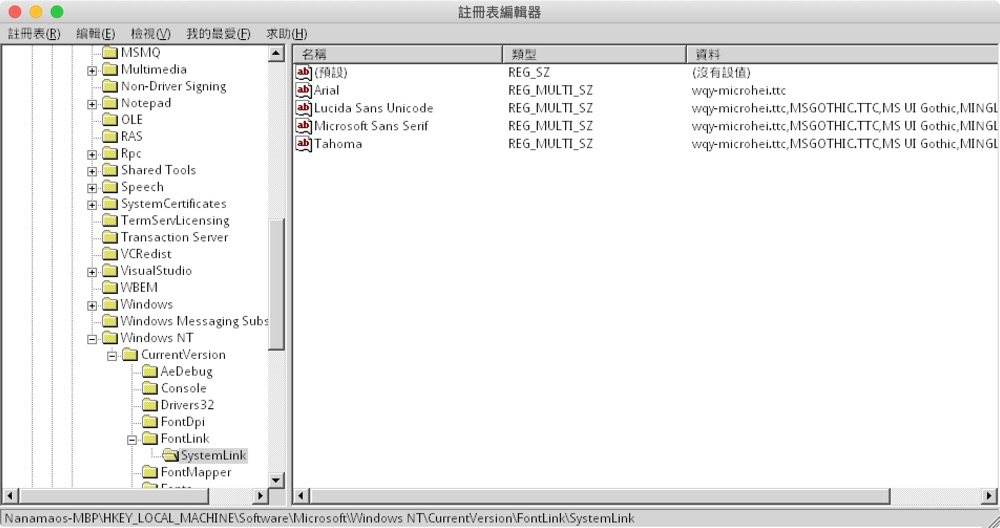 註冊表編輯器
註冊表(R) 編輯(E) 檢視(V) 我的最愛(F) 求助(H)
MSMQ
Multimedia
Non-Driver Signing
Notepad
OLE
RAS
Rpc
Shared Tools
Speech
SystemCertificates
TermServLicensing
Transaction Server
VCRedist
VisualStudio
WBEM
Windows
Windows Messaging Subs
Windows NT
CurrentVersion
AeDebug
Console
Drivers32
FontDpi
FontLink
SystemLink
FontMapper
Fonts
名稱 類型 資料
ab (預設) REG_SZ (沒有設值)
ab Arial REG_MULTI_SZ wqy-microhei.ttc
ab Lucida Sans Unicode REG_MULTI_SZ wqy-microhei.ttc,MSGOTHIC.TTC,MS UI Gothic,MINGL
ab Microsoft Sans Serif REG_MULTI_SZ wqy-microhei.ttc,MSGOTHIC.TTC,MS UI Gothic,MINGL
ab Tahoma REG_MULTI_SZ wqy-microhei.ttc,MSGOTHIC.TTC,MS UI Gothic,MINGL
Nanamaos-MBP\HKEY_LOCAL_MACHINE\Software\Microsoft\Windows NT\CurrentVersion\FontLink\SystemLink